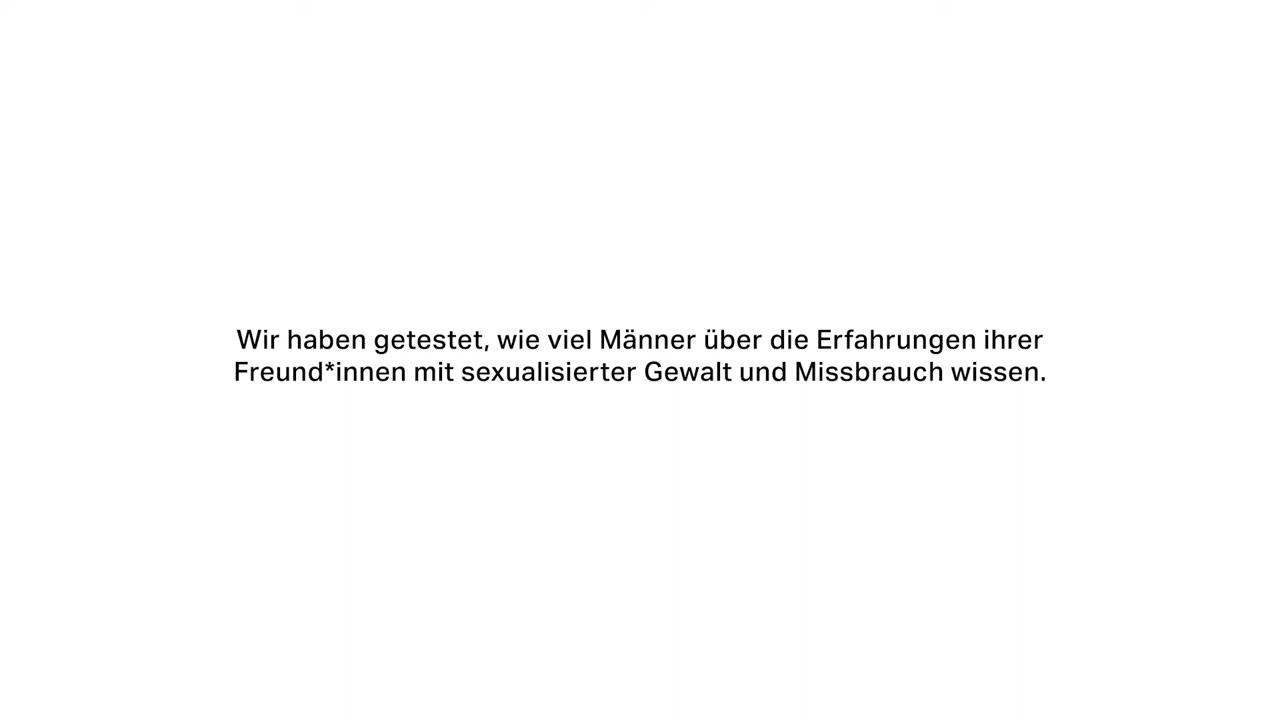 Wir haben getestet, wie viel Männer über die Erfahrungen ihrer
Freund*innen mit sexualisierter Gewalt und Missbrauch wissen.